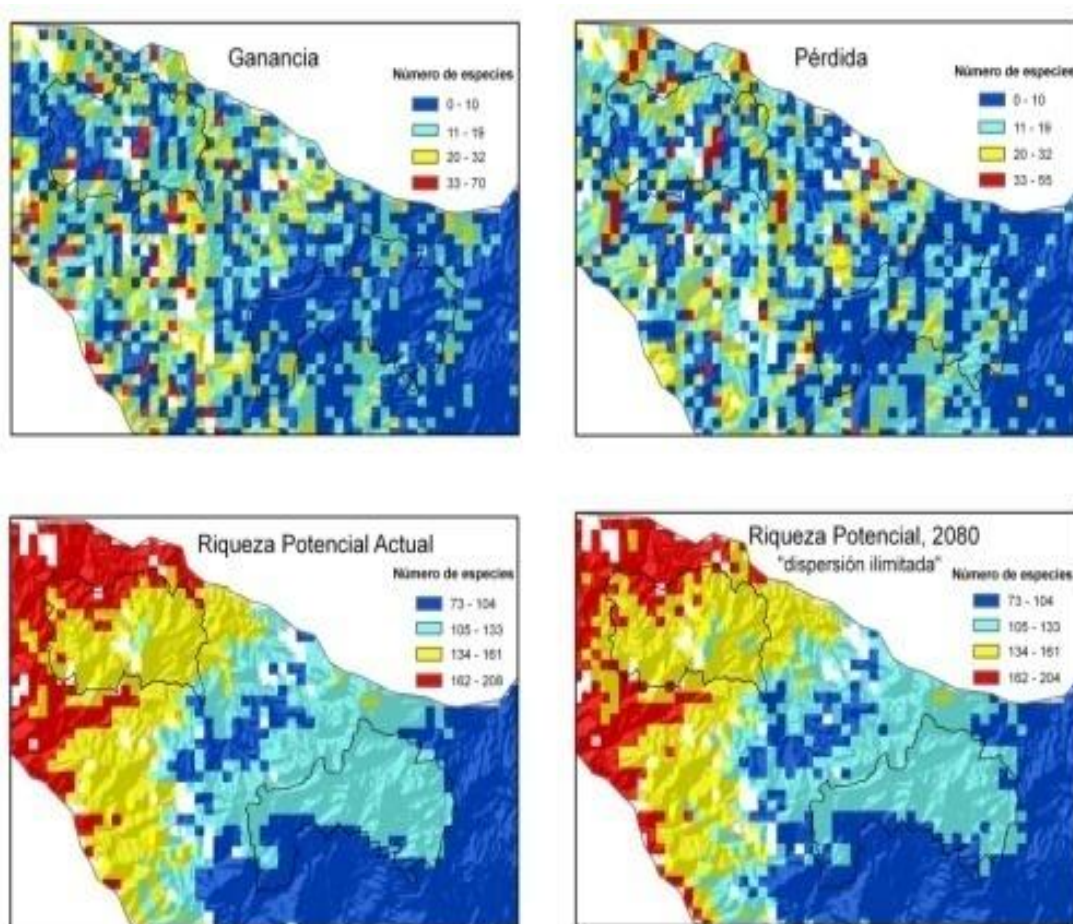 Ganancia
Número de especies
0 - 10
11 - 19
20 - 32
33 - 70
Pérdida
Número de especies
0 - 10
11 - 19
20 - 32
33 - 55
Riqueza Potencial Actual
Número de especies
73 - 104
105 - 133
134 - 161
162 - 208
Riqueza Potencial, 2080
"dispersión ilimitada"
Número de especies
73 - 104
105 - 133
134 - 161
162 - 204